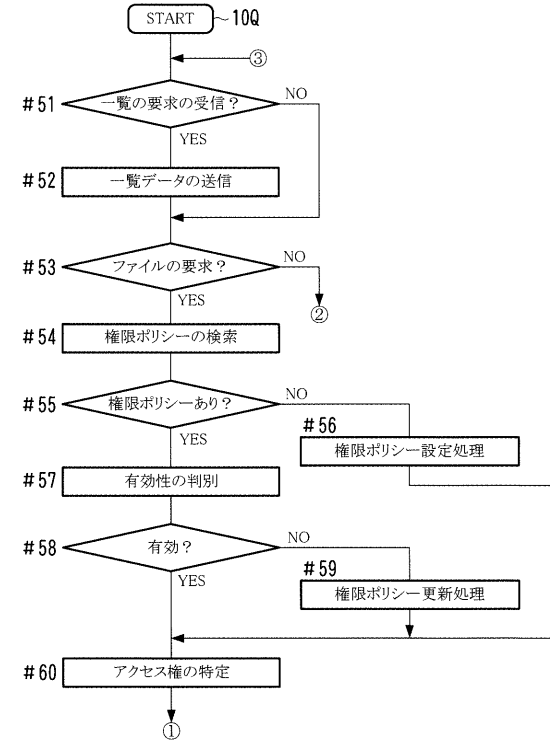 START 10Q
③
#51 一覧の要求の受信？ NO
YES
#52 一覧データの送信
#53 ファイルの要求？ NO
YES ②
#54 権限ポリシーの検索
#55 権限ポリシーあり？ NO
YES #56
権限ポリシー設定処理
#57 有効性の判別
#58 有効？ NO
YES #59
権限ポリシー更新処理
#60 アクセス権の特定
①